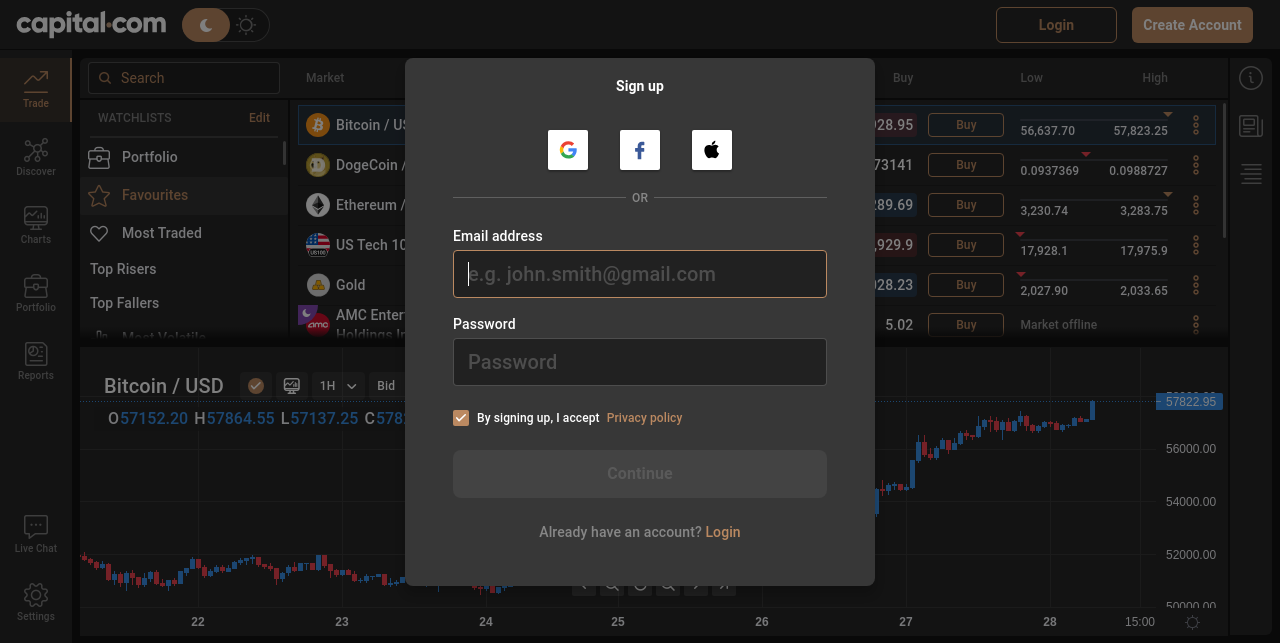 capital.com
Login
Create Account
Trade
Discover
Charts
Portfolio
Reports
Live Chat
Settings
Search
WATCHLISTS Edit
Portfolio
Favourites
Most Traded
Top Risers
Top Fallers
Most Volatile
Market Buy Low High
Bitcoin / US 028.95 Buy 56,637.70 57,823.25
DogeCoin / 73141 Buy 0.0937369 0.0988727
Ethereum / 289.69 Buy 3,230.74 3,283.75
US100
US Tech 10 ,929.9 Buy 17,928.1 17,975.9
Gold 028.23 Buy 2,027.90 2,033.65
amc
AMC Enter 5.02 Buy Market offline
Holdings In
Sign up
OR
Email address
e.g. john.smith@gmail.com
Password
Password
By signing up, I accept Privacy policy
Continue
Already have an account? Login
Bitcoin / USD 1H Bid
O57152.20 H57864.55 L57137.25 C5782
57822.95
56000.00
54000.00
52000.00
50000.00
22 23 24 25 26 27 28 15:00